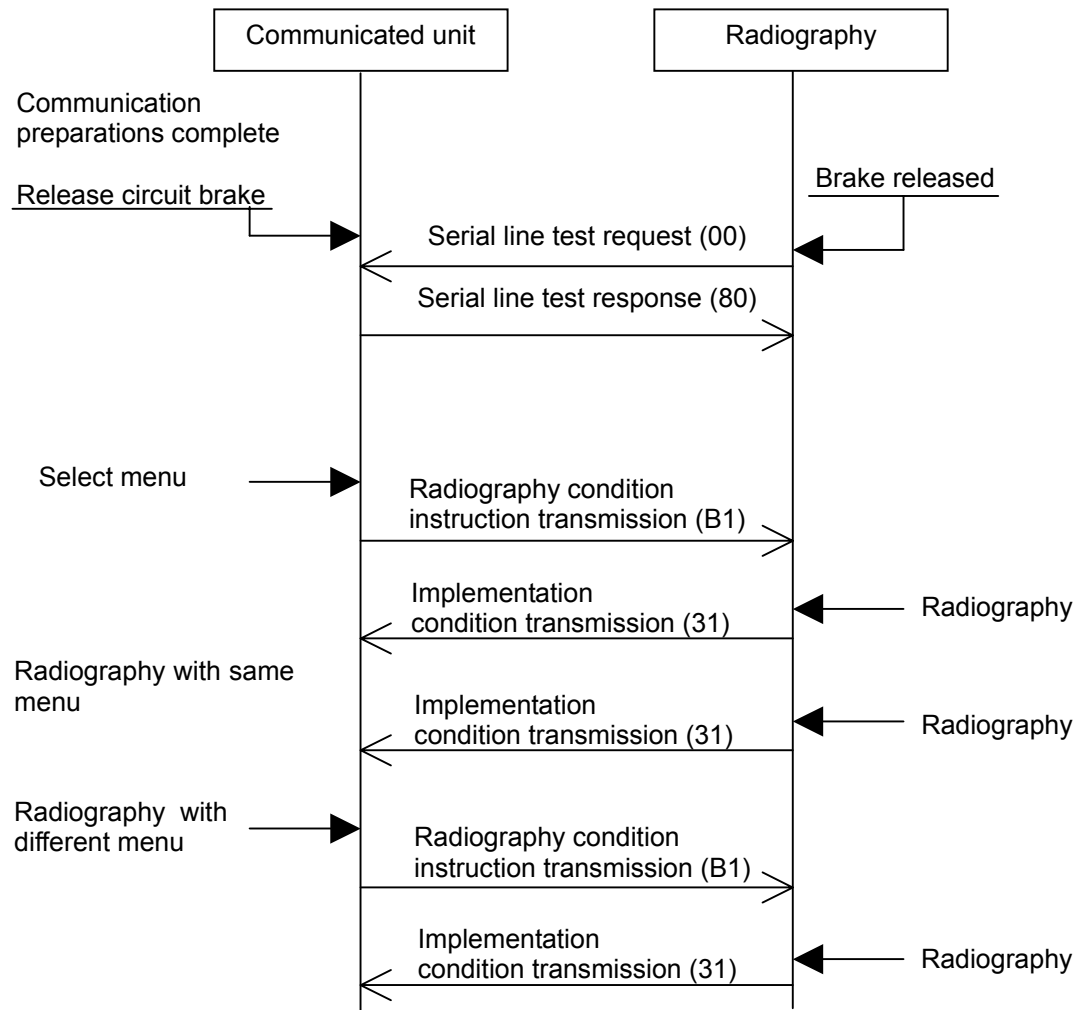 Communicated unit
Radiography
Communication
preparations complete
Release circuit brake
Brake released
Serial line test request (00)
Serial line test response (80)
Select menu
Radiography condition
instruction transmission (B1)
Implementation
condition transmission (31)
Radiography
Radiography with same
menu
Implementation
condition transmission (31)
Radiography
Radiography with
different menu
Radiography condition
instruction transmission (B1)
Implementation
condition transmission (31)
Radiography